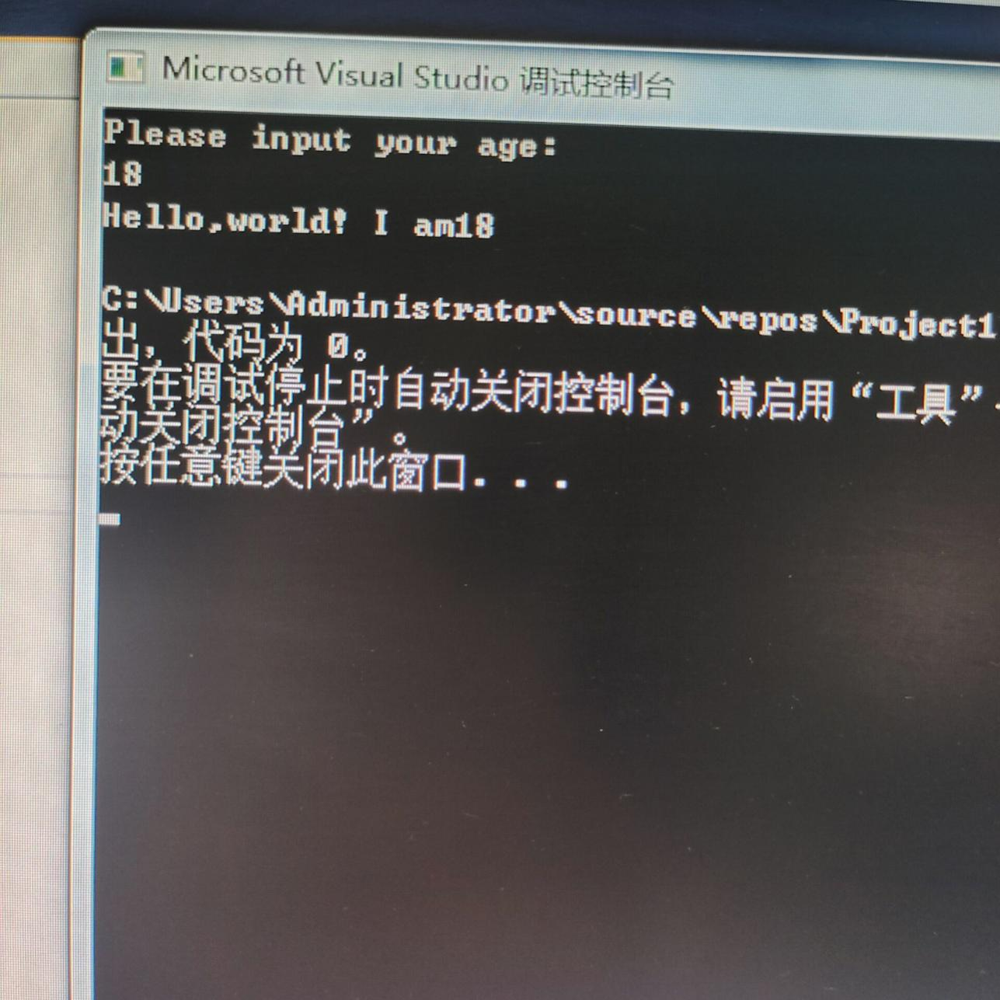 Microsoft Visual Studio 调试控制台
Please input your age:
18
Hello,world! I am18
C:\Users\Administrator\source\repos\Project1
出，代码为 0。
要在调试停止时自动关闭控制台，请启用“工具”
动关闭控制台”。
按任意键关闭此窗口. . .